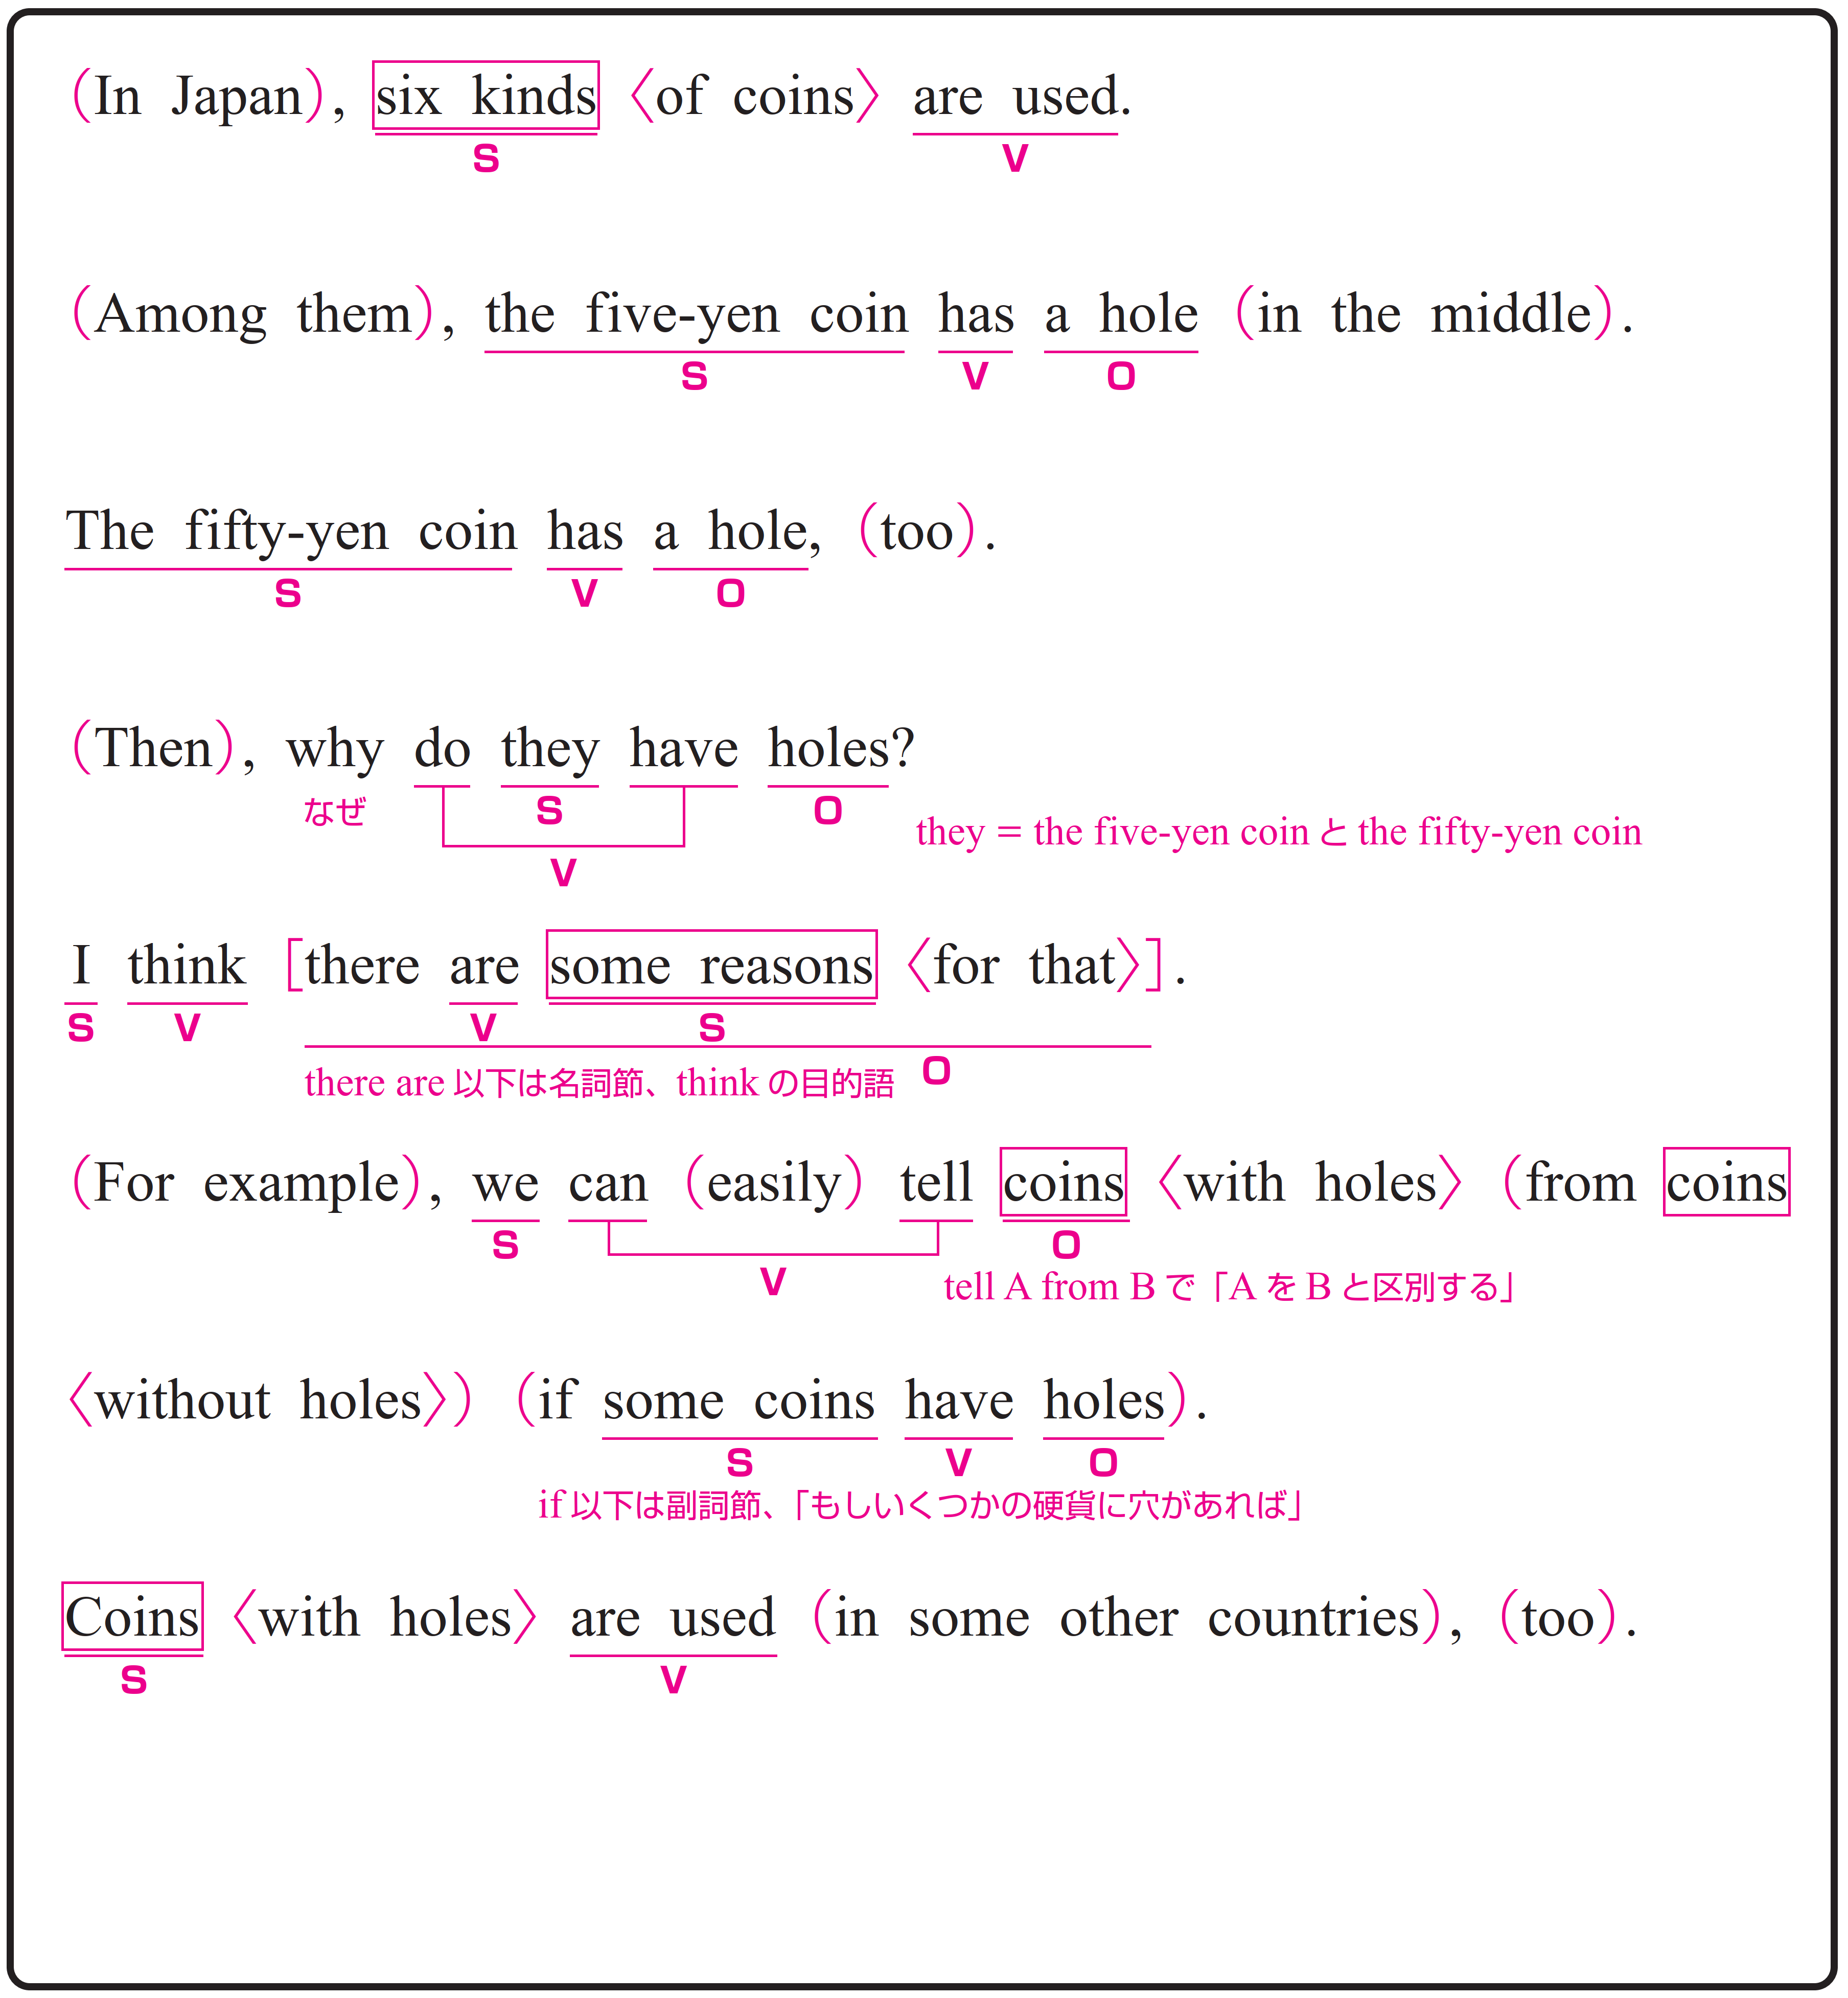 (In Japan), six kinds 〈of coins〉 are used.
S V
(Among them), the five-yen coin has a hole (in the middle).
S V O
The fifty-yen coin has a hole, (too).
S V O
(Then), why do they have holes?
なぜ S O
they = the five-yen coin と the fifty-yen coin
V
I think [there are some reasons 〈for that〉].
S V V S
O
there are 以下は名詞節、think の目的語
(For example), we can (easily) tell coins 〈with holes〉 (from coins
S O
V tell A from B で「A を B と区別する」
〈without holes〉) (if some coins have holes).
S V O
if 以下は副詞節、「もしいくつかの硬貨に穴があれば」
Coins 〈with holes〉 are used (in some other countries), (too).
S V